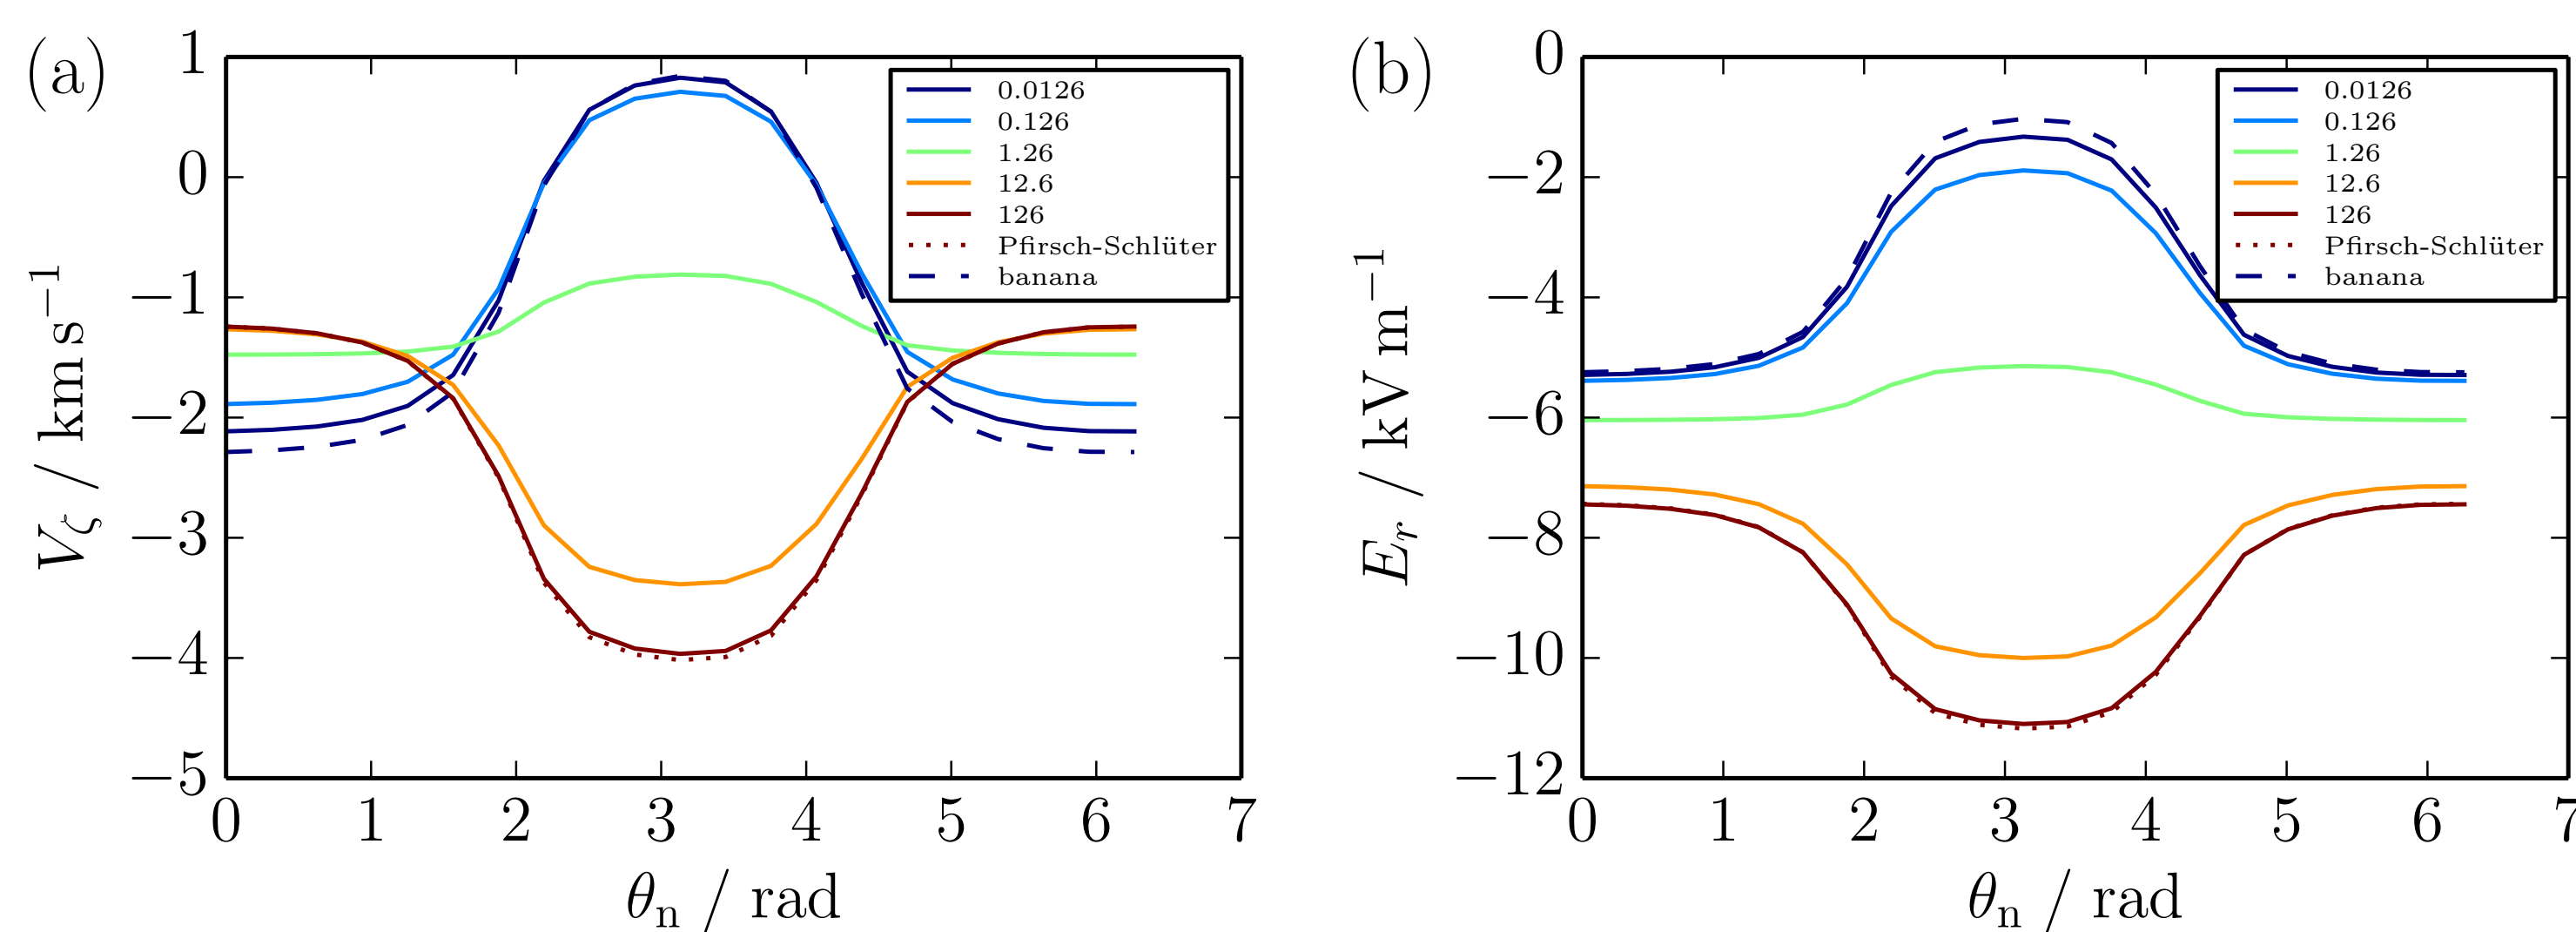 (a)
1
0
−1
−2
−3
−4
−5
0 1 2 3 4 5 6 7
V_ζ / km s^{−1}
θ_n / rad
0.0126
0.126
1.26
12.6
126
Pfirsch-Schlüter
banana
(b)
0
−2
−4
−6
−8
−10
−12
0 1 2 3 4 5 6 7
E_r / kV m^{−1}
θ_n / rad
0.0126
0.126
1.26
12.6
126
Pfirsch-Schlüter
banana